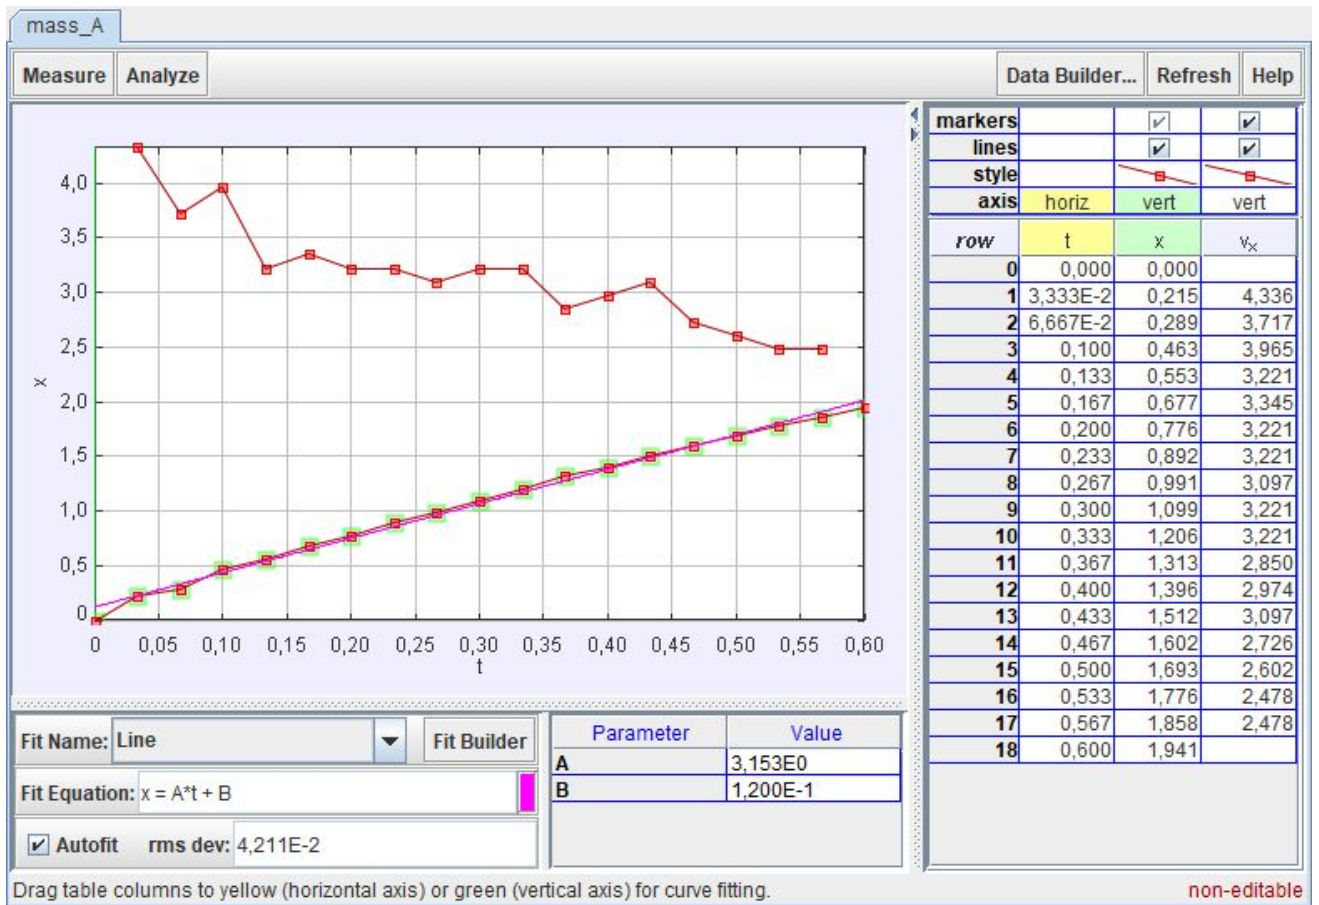 mass_A
Measure Analyze Data Builder... Refresh Help
4,0
3,5
3,0
2,5
x
2,0
1,5
1,0
0,5
0
0 0,05 0,10 0,15 0,20 0,25 0,30 0,35 0,40 0,45 0,50 0,55 0,60
t
markers
lines
style
axis horiz vert vert
row t x vₓ
0 0,000 0,000
1 3,333E-2 0,215 4,336
2 6,667E-2 0,289 3,717
3 0,100 0,463 3,965
4 0,133 0,553 3,221
5 0,167 0,677 3,345
6 0,200 0,776 3,221
7 0,233 0,892 3,221
8 0,267 0,991 3,097
9 0,300 1,099 3,221
10 0,333 1,206 3,221
11 0,367 1,313 2,850
12 0,400 1,396 2,974
13 0,433 1,512 3,097
14 0,467 1,602 2,726
15 0,500 1,693 2,602
16 0,533 1,776 2,478
17 0,567 1,858 2,478
18 0,600 1,941
Fit Name: Line Fit Builder
Fit Equation: x = A*t + B
Autofit rms dev: 4,211E-2
Parameter Value
A 3,153E0
B 1,200E-1
Drag table columns to yellow (horizontal axis) or green (vertical axis) for curve fitting. non-editable